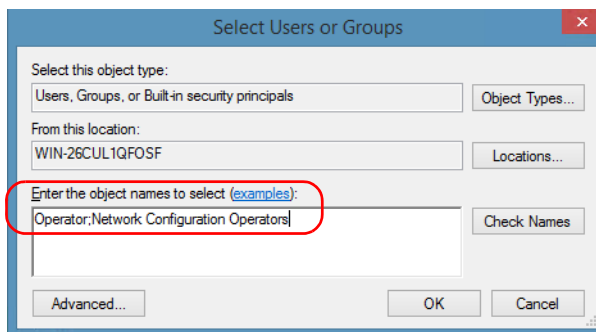 Select Users or Groups
Select this object type:
Users, Groups, or Built-in security principals
Object Types...
From this location:
WIN-26CUL1QFOSF
Locations...
Enter the object names to select (examples):
Operator;Network Configuration Operators
Check Names
Advanced...
OK
Cancel